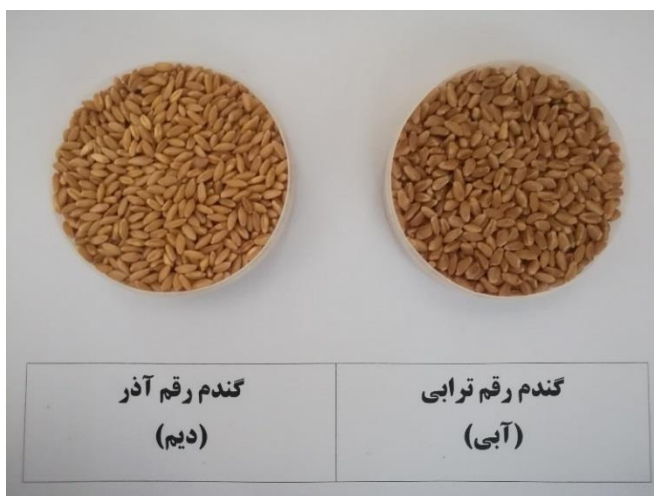 گندم رقم ترابی
(آبی)
گندم رقم آذر
(دیم)